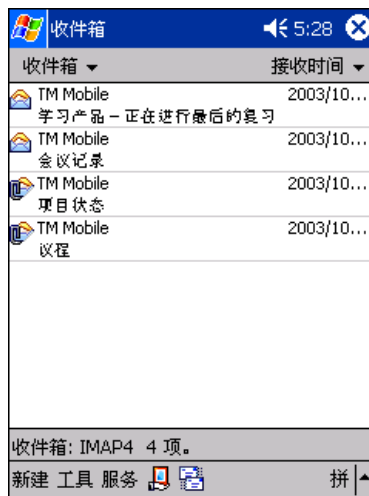 收件箱 5:28
收件箱 接收时间
TM Mobile 2003/10...
学习产品－正在进行最后的复习
TM Mobile 2003/10...
会议记录
TM Mobile 2003/10...
项目状态
TM Mobile 2003/10...
议程
收件箱: IMAP4 4 项。
新建 工具 服务 拼